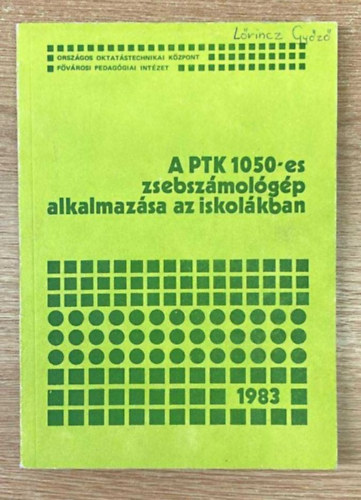 Lőrincz Győző
ORSZÁGOS OKTATÁSTECHNIKAI KÖZPONT
FŐVÁROSI PEDAGÓGIAI INTÉZET
A PTK 1050-es
zsebszámológép
alkalmazása az iskolákban
1983